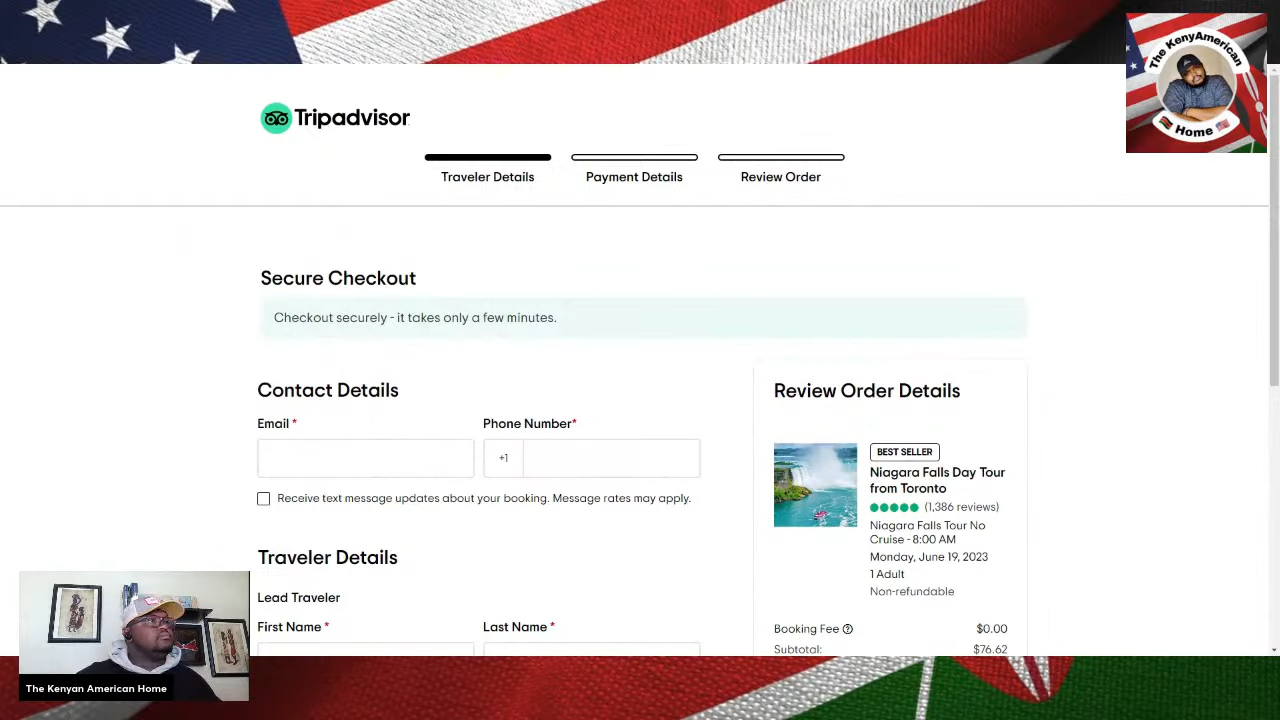 The KenyAmerican
Home
Tripadvisor
Traveler Details
Payment Details
Review Order
Secure Checkout
Checkout securely - it takes only a few minutes.
Contact Details
Email *
Phone Number*
+1
Receive text message updates about your booking. Message rates may apply.
Traveler Details
Lead Traveler
First Name *
Last Name *
Review Order Details
BEST SELLER
Niagara Falls Day Tour
from Toronto
(1,386 reviews)
Niagara Falls Tour No
Cruise - 8:00 AM
Monday, June 19, 2023
1 Adult
Non-refundable
Booking Fee ? $0.00
Subtotal: $76.62
The Kenyan American Home